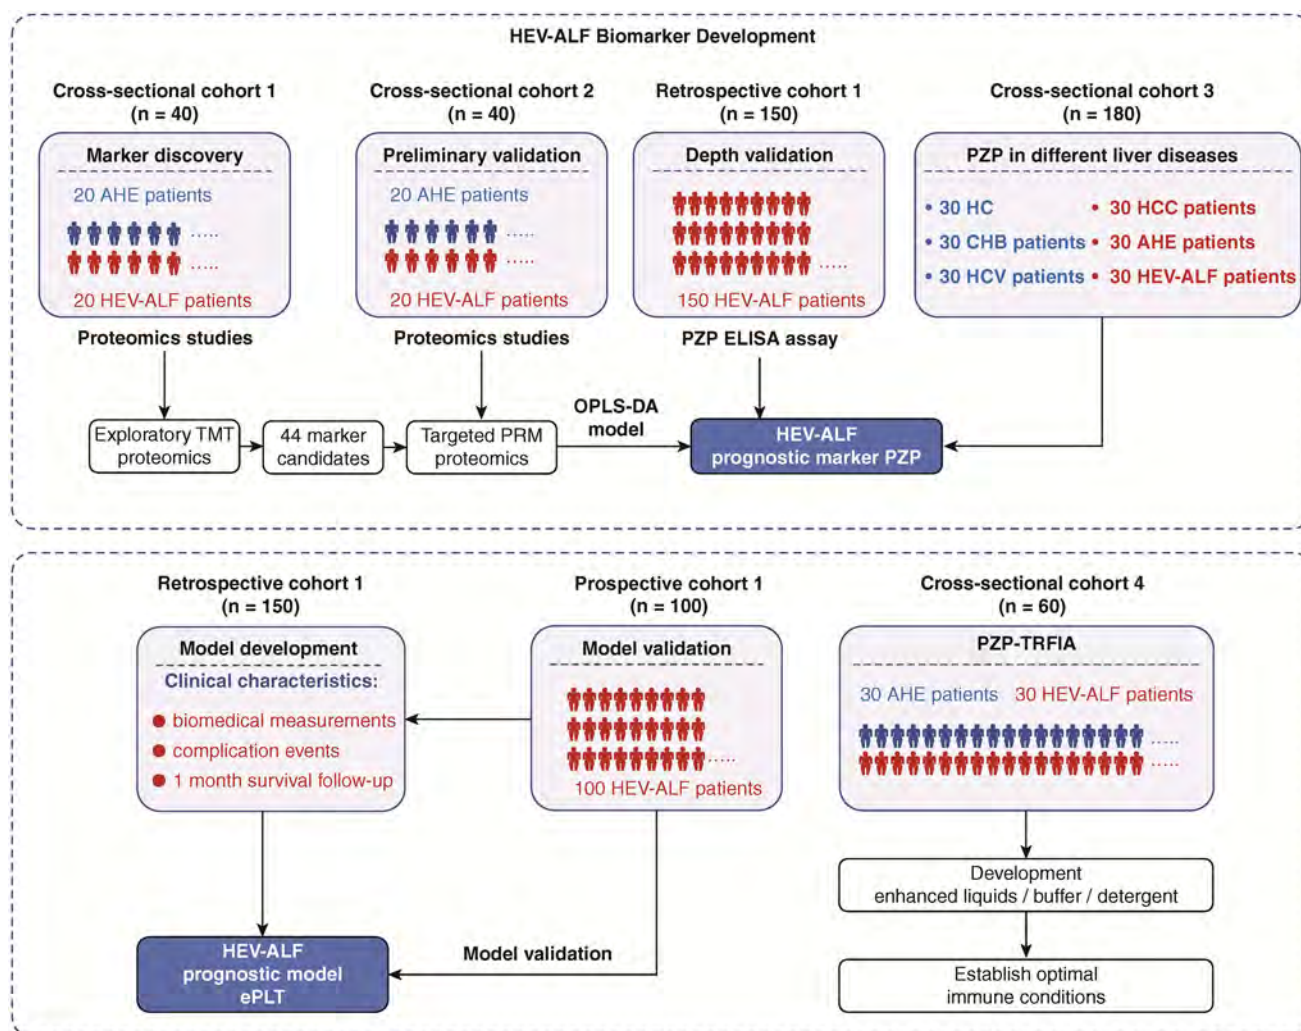 HEV-ALF Biomarker Development
Cross-sectional cohort 1
(n = 40)
Marker discovery
20 AHE patients
.....
.....
20 HEV-ALF patients
Proteomics studies
Cross-sectional cohort 2
(n = 40)
Preliminary validation
20 AHE patients
.....
.....
20 HEV-ALF patients
Proteomics studies
Retrospective cohort 1
(n = 150)
Depth validation
.....
150 HEV-ALF patients
PZP ELISA assay
Cross-sectional cohort 3
(n = 180)
PZP in different liver diseases
• 30 HC
• 30 CHB patients
• 30 HCV patients
• 30 HCC patients
• 30 AHE patients
• 30 HEV-ALF patients
Exploratory TMT
proteomics
44 marker
candidates
Targeted PRM
proteomics
OPLS-DA
model
HEV-ALF
prognostic marker PZP
Retrospective cohort 1
(n = 150)
Model development
Clinical characteristics:
● biomedical measurements
● complication events
● 1 month survival follow-up
Prospective cohort 1
(n = 100)
Model validation
.....
100 HEV-ALF patients
Cross-sectional cohort 4
(n = 60)
PZP-TRFIA
30 AHE patients 30 HEV-ALF patients
.....
.....
Development
enhanced liquids / buffer / detergent
Establish optimal
immune conditions
HEV-ALF
prognostic model
ePLT
Model validation